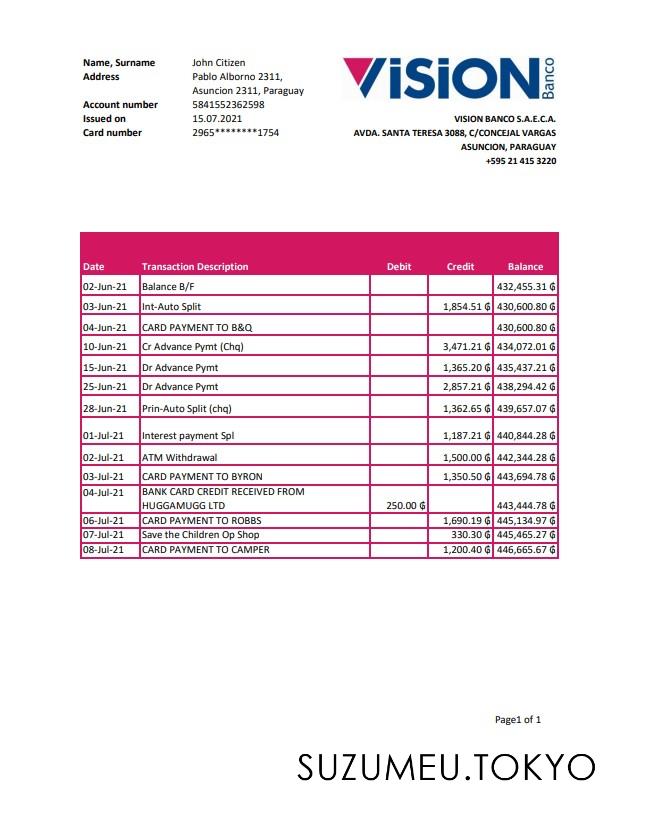 Name, Surname John Citizen
Address Pablo Alborno 2311,
Asuncion 2311, Paraguay
Account number 5841552362598
Issued on 15.07.2021
Card number 2965********1754
ViSiON Banco
VISION BANCO S.A.E.C.A.
AVDA. SANTA TERESA 3088, C/CONCEJAL VARGAS
ASUNCION, PARAGUAY
+595 21 415 3220
Date Transaction Description Debit Credit Balance
02-Jun-21 Balance B/F 432,455.31 ₲
03-Jun-21 Int-Auto Split 1,854.51 ₲ 430,600.80 ₲
04-Jun-21 CARD PAYMENT TO B&Q 430,600.80 ₲
10-Jun-21 Cr Advance Pymt (Chq) 3,471.21 ₲ 434,072.01 ₲
15-Jun-21 Dr Advance Pymt 1,365.20 ₲ 435,437.21 ₲
25-Jun-21 Dr Advance Pymt 2,857.21 ₲ 438,294.42 ₲
28-Jun-21 Prin-Auto Split (chq) 1,362.65 ₲ 439,657.07 ₲
01-Jul-21 Interest payment Spl 1,187.21 ₲ 440,844.28 ₲
02-Jul-21 ATM Withdrawal 1,500.00 ₲ 442,344.28 ₲
03-Jul-21 CARD PAYMENT TO BYRON 1,350.50 ₲ 443,694.78 ₲
04-Jul-21 BANK CARD CREDIT RECEIVED FROM
HUGGAMUGG LTD 250.00 ₲ 443,444.78 ₲
06-Jul-21 CARD PAYMENT TO ROBBS 1,690.19 ₲ 445,134.97 ₲
07-Jul-21 Save the Children Op Shop 330.30 ₲ 445,465.27 ₲
08-Jul-21 CARD PAYMENT TO CAMPER 1,200.40 ₲ 446,665.67 ₲
Page1 of 1
SUZUMEU.TOKYO